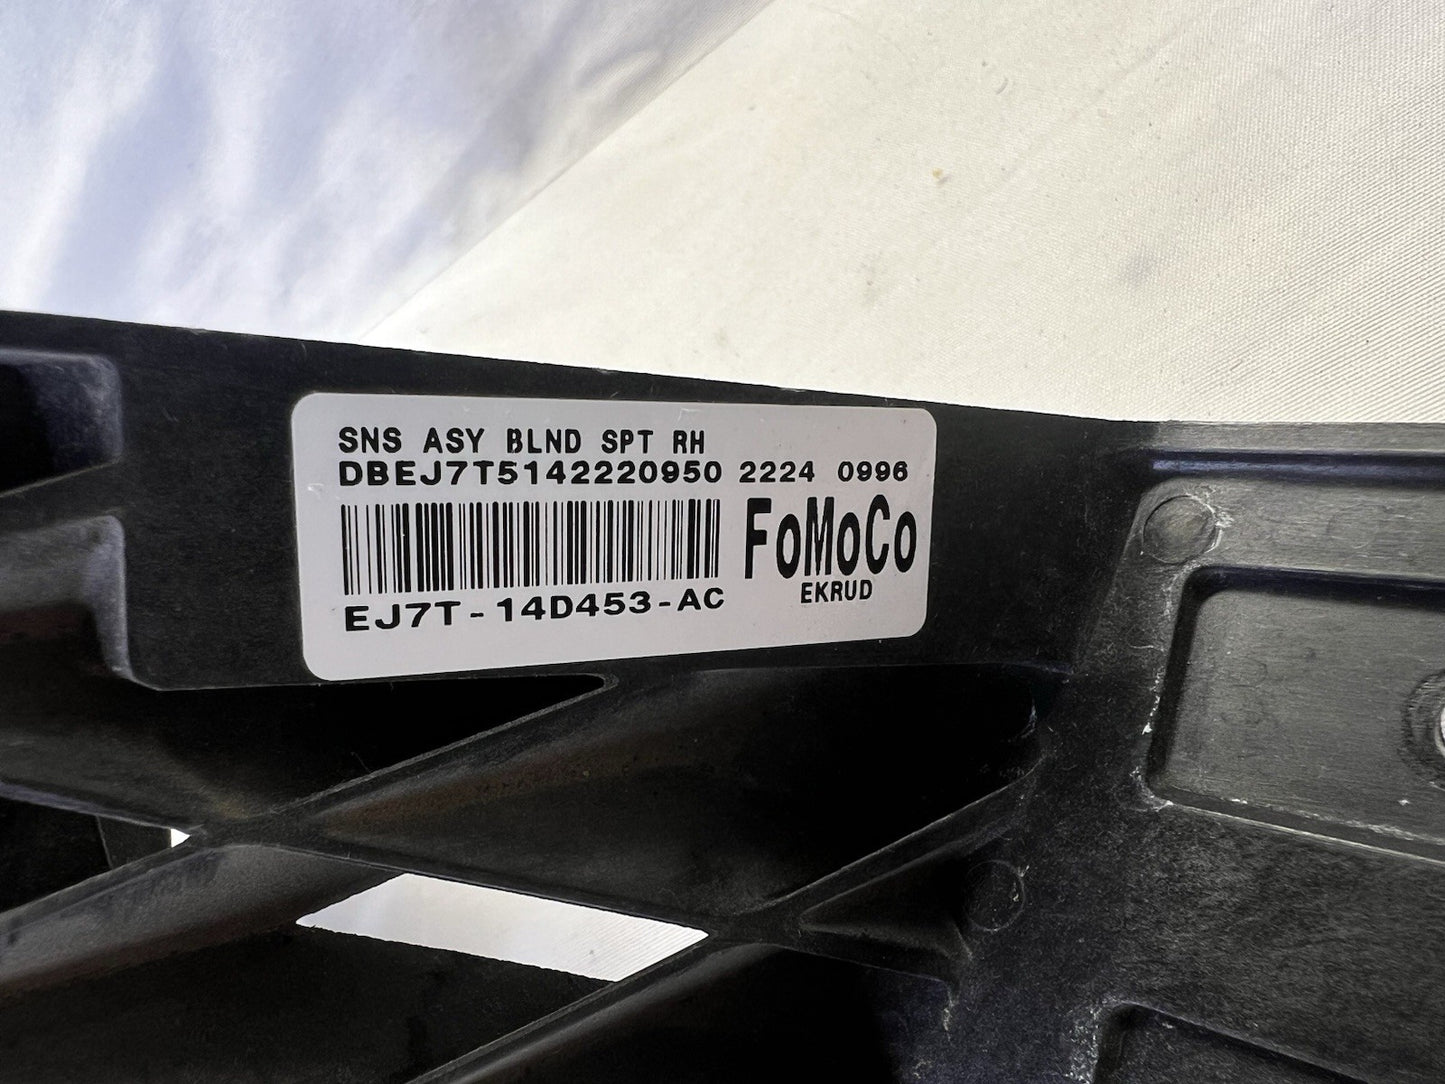 SNS ASY BLND SPT RH
DBEJ7T5142220950 2224 0996
FoMoCo
EKRUD
EJ7T-14D453-AC